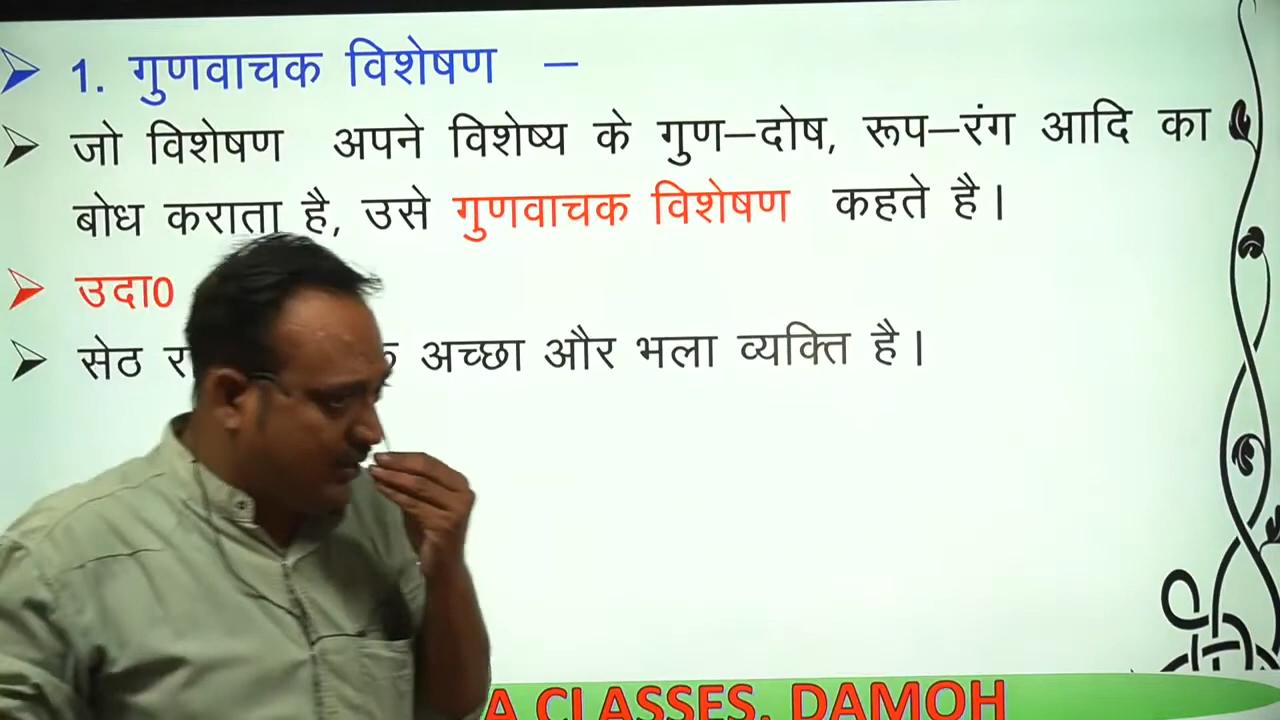 1. गुणवाचक विशेषण –
जो विशेषण अपने विशेष्य के गुण–दोष, रूप–रंग आदि का
बोध कराता है, उसे गुणवाचक विशेषण कहते है।
उदा0
सेठ अच्छा और भला व्यक्ति है।
CLASSES, DAMOH